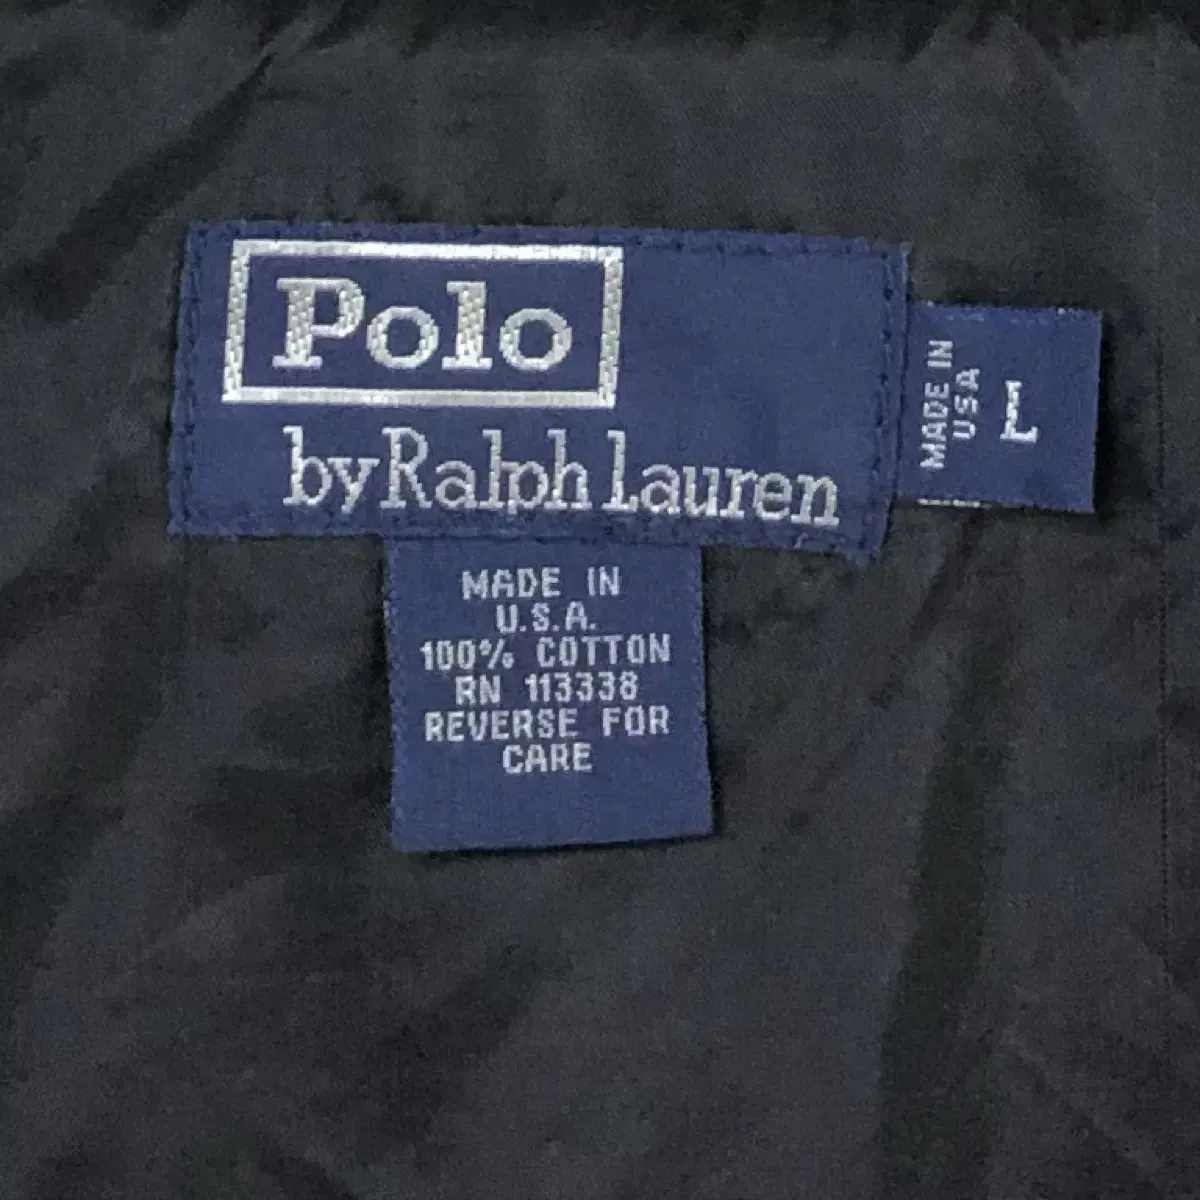 Polo
by Ralph Lauren
MADE IN
USA
L
MADE IN
U.S.A.
100% COTTON
RN 113338
REVERSE FOR
CARE